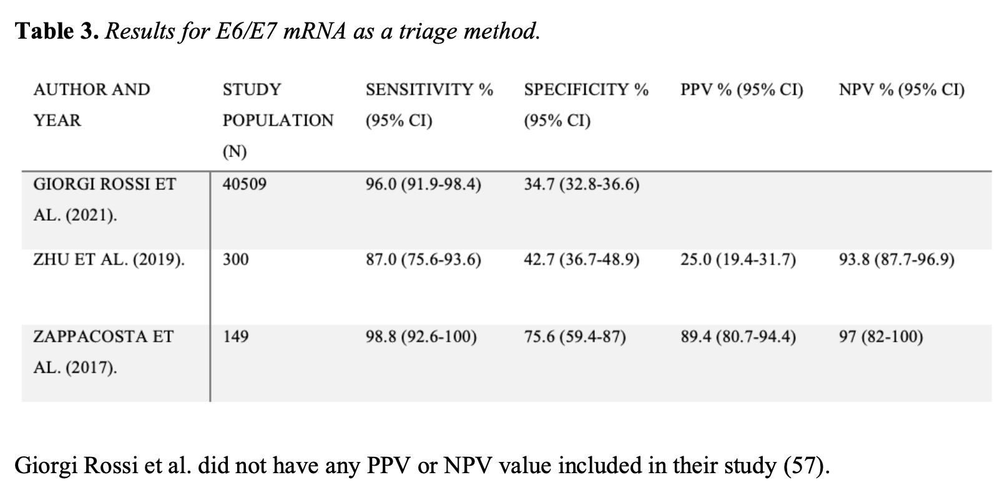 Table 3. Results for E6/E7 mRNA as a triage method.
AUTHOR AND YEAR STUDY POPULATION (N) SENSITIVITY % (95% CI) SPECIFICITY % (95% CI) PPV % (95% CI) NPV % (95% CI)
GIORGI ROSSI ET AL. (2021). 40509 96.0 (91.9-98.4) 34.7 (32.8-36.6)
ZHU ET AL. (2019). 300 87.0 (75.6-93.6) 42.7 (36.7-48.9) 25.0 (19.4-31.7) 93.8 (87.7-96.9)
ZAPPACOSTA ET AL. (2017). 149 98.8 (92.6-100) 75.6 (59.4-87) 89.4 (80.7-94.4) 97 (82-100)
Giorgi Rossi et al. did not have any PPV or NPV value included in their study (57).